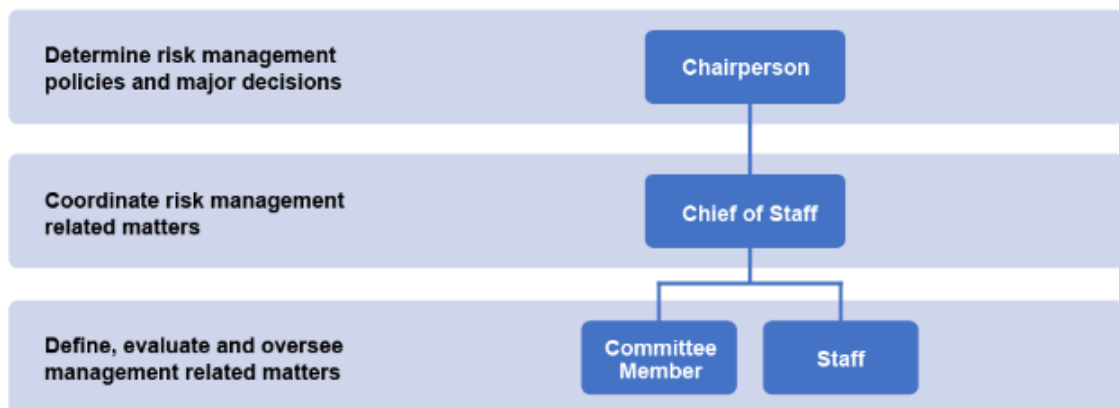 Determine risk management
policies and major decisions
Chairperson
Coordinate risk management
related matters
Chief of Staff
Define, evaluate and oversee
management related matters
Committee
Member
Staff